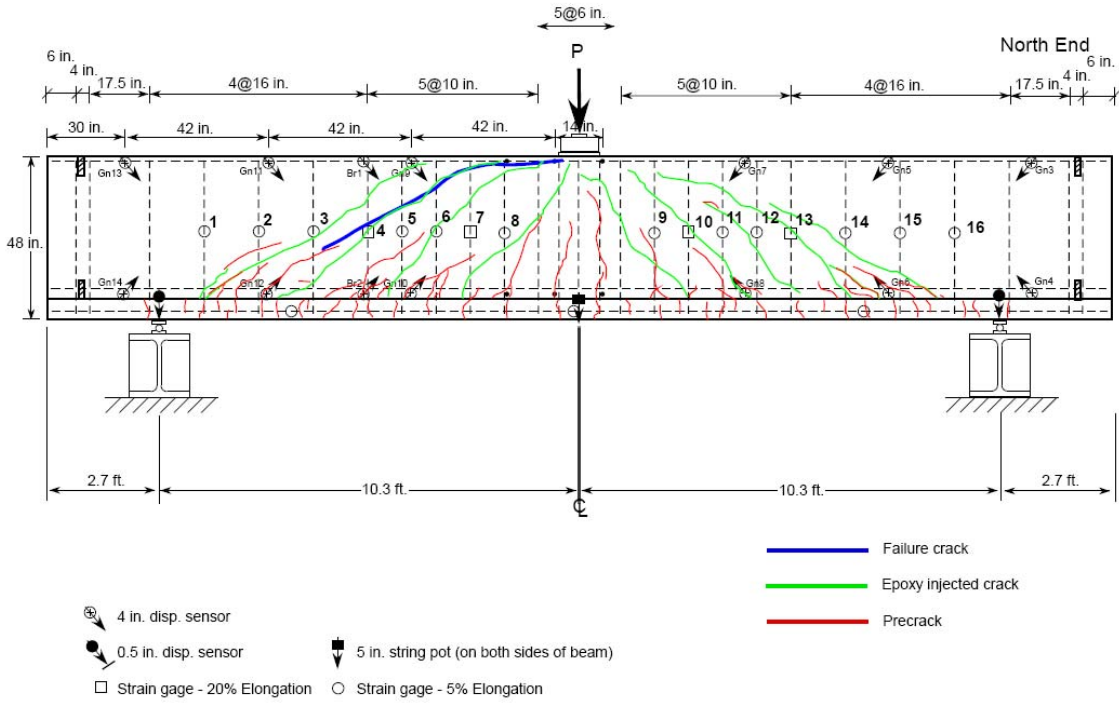 5@6 in.
P
North End
6 in.
4 in.
17.5 in.
4@16 in.
5@10 in.
5@10 in.
4@16 in.
17.5 in.
4 in.
6 in.
30 in.
42 in.
42 in.
42 in.
14 in.
Gn13
Gn11
Br1
Gn9
Gn7
Gn5
Gn3
48 in.
1
2
3
4
5
6
7
8
9
10
11
12
13
14
15
16
Gn14
Gn12
Br2
Gn10
Gn8
Gn6
Gn4
2.7 ft.
10.3 ft.
10.3 ft.
2.7 ft.
℄
Failure crack
Epoxy injected crack
Precrack
4 in. disp. sensor
0.5 in. disp. sensor
5 in. string pot (on both sides of beam)
Strain gage - 20% Elongation
Strain gage - 5% Elongation